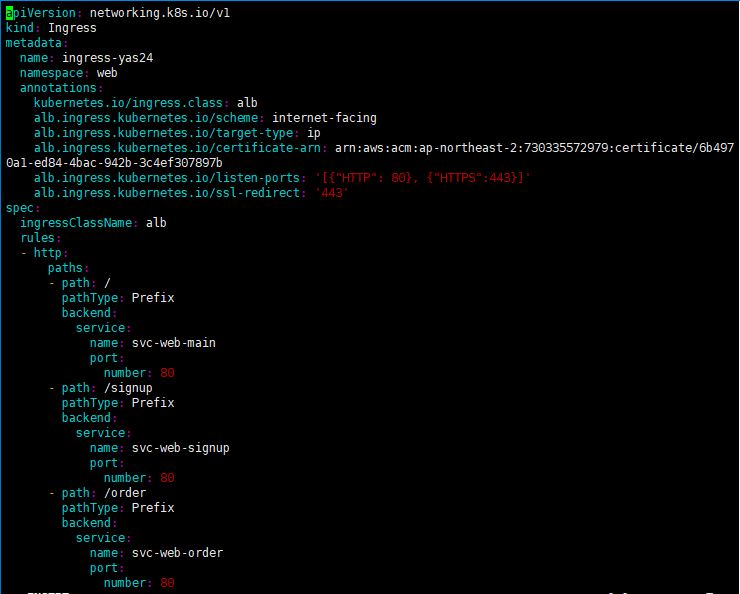 apiVersion: networking.k8s.io/v1
kind: Ingress
metadata:
  name: ingress-yas24
  namespace: web
  annotations:
    kubernetes.io/ingress.class: alb
    alb.ingress.kubernetes.io/scheme: internet-facing
    alb.ingress.kubernetes.io/target-type: ip
    alb.ingress.kubernetes.io/certificate-arn: arn:aws:acm:ap-northeast-2:730335572979:certificate/6b497
0a1-ed84-4bac-942b-3c4ef307897b
    alb.ingress.kubernetes.io/listen-ports: '[{"HTTP": 80}, {"HTTPS":443}]'
    alb.ingress.kubernetes.io/ssl-redirect: '443'
spec:
  ingressClassName: alb
  rules:
  - http:
      paths:
      - path: /
        pathType: Prefix
        backend:
          service:
            name: svc-web-main
            port:
              number: 80
      - path: /signup
        pathType: Prefix
        backend:
          service:
            name: svc-web-signup
            port:
              number: 80
      - path: /order
        pathType: Prefix
        backend:
          service:
            name: svc-web-order
            port:
              number: 80